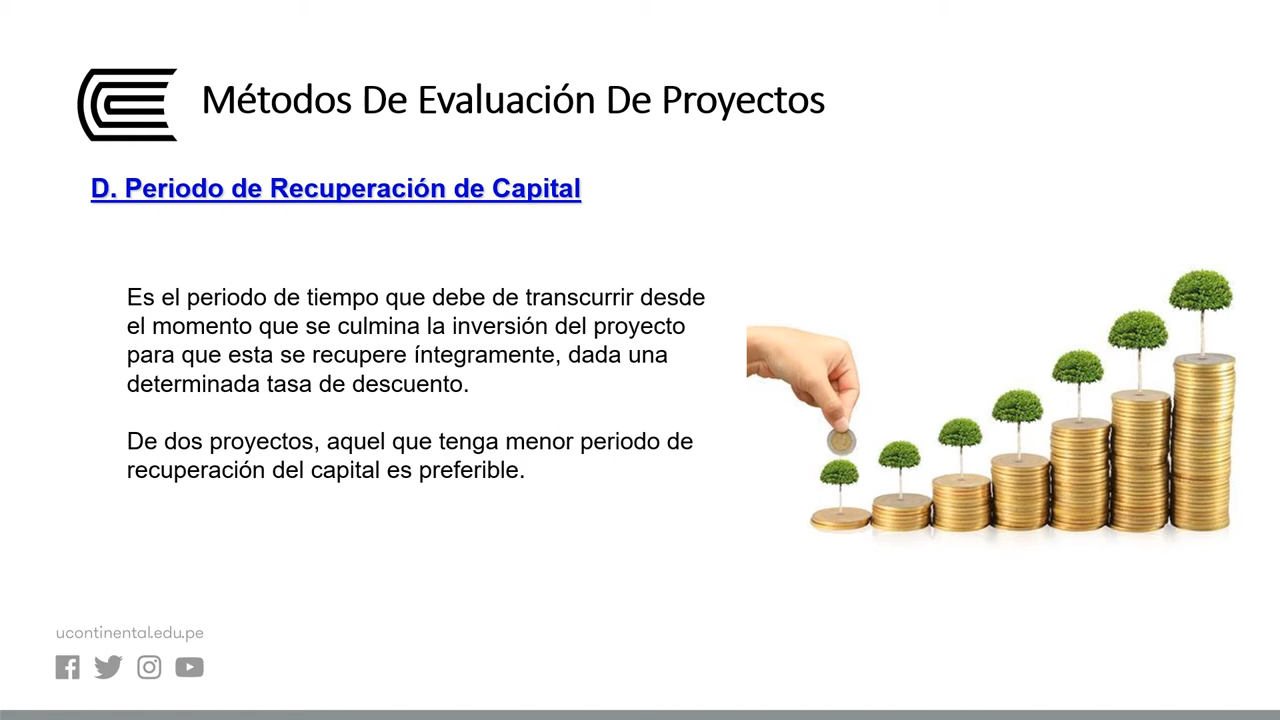 Métodos De Evaluación De Proyectos
D. Periodo de Recuperación de Capital
Es el periodo de tiempo que debe de transcurrir desde
el momento que se culmina la inversión del proyecto
para que esta se recupere íntegramente, dada una
determinada tasa de descuento.
De dos proyectos, aquel que tenga menor periodo de
recuperación del capital es preferible.
ucontinental.edu.pe